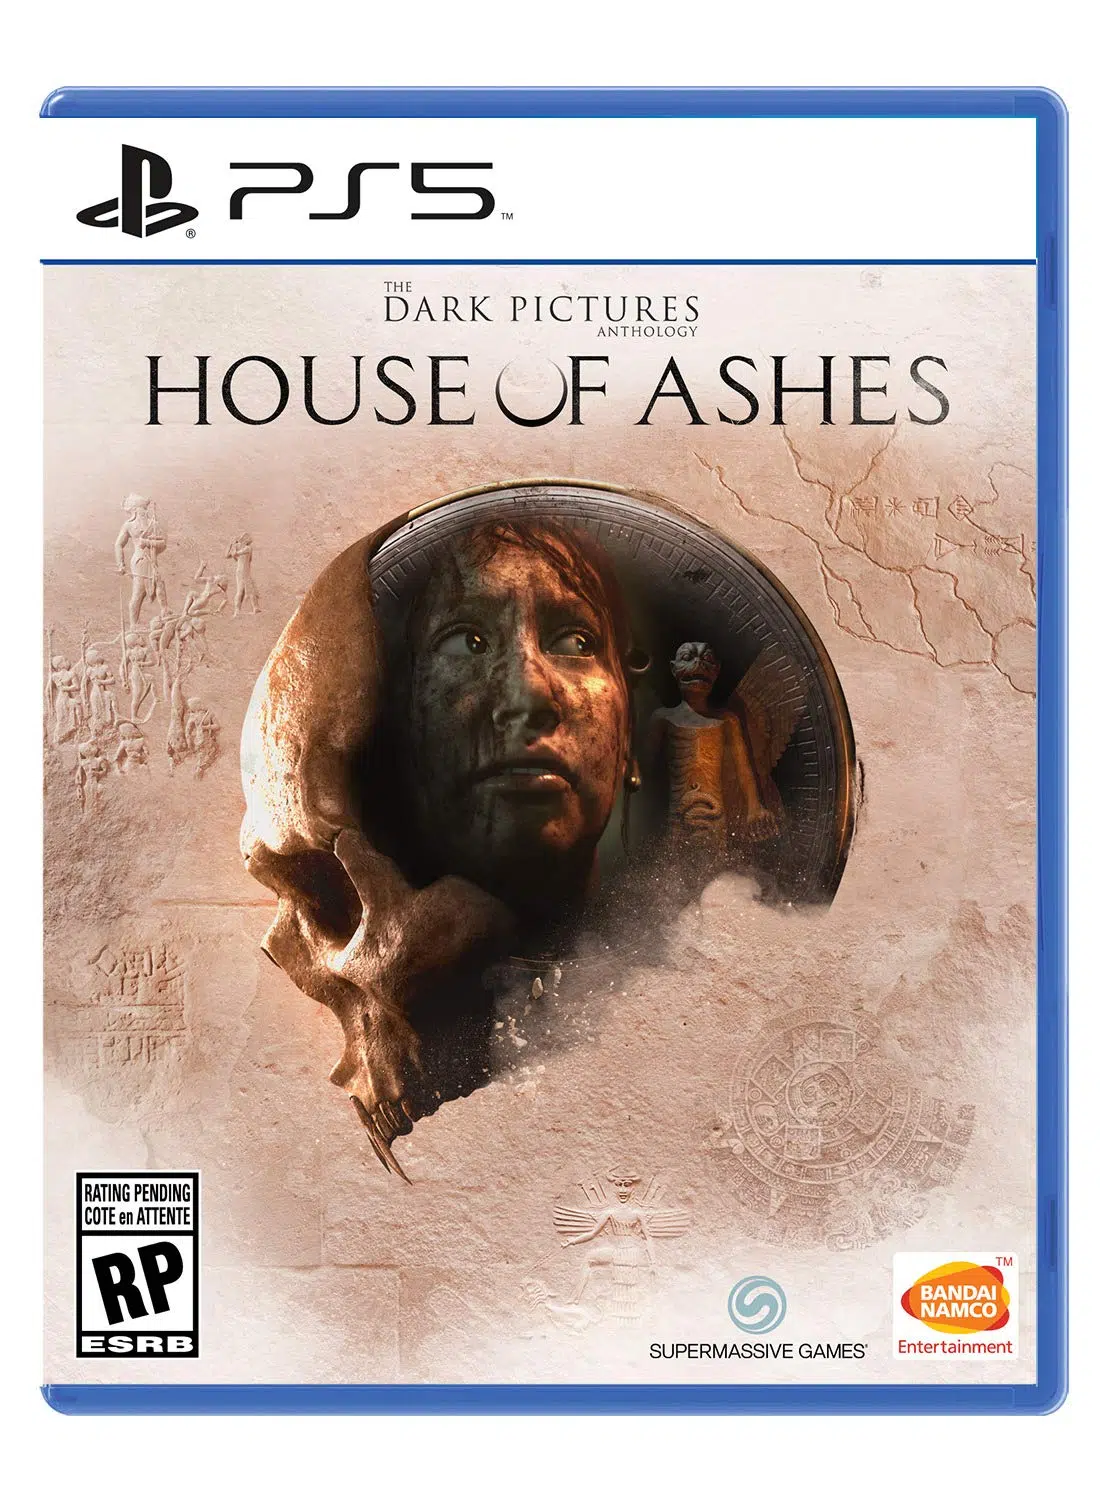 PS5™
THE
DARK PICTURES
ANTHOLOGY
HOUSE OF ASHES
RATING PENDING
COTE en ATTENTE
RP
ESRB
SUPERMASSIVE GAMES®
BANDAI
NAMCO
Entertainment